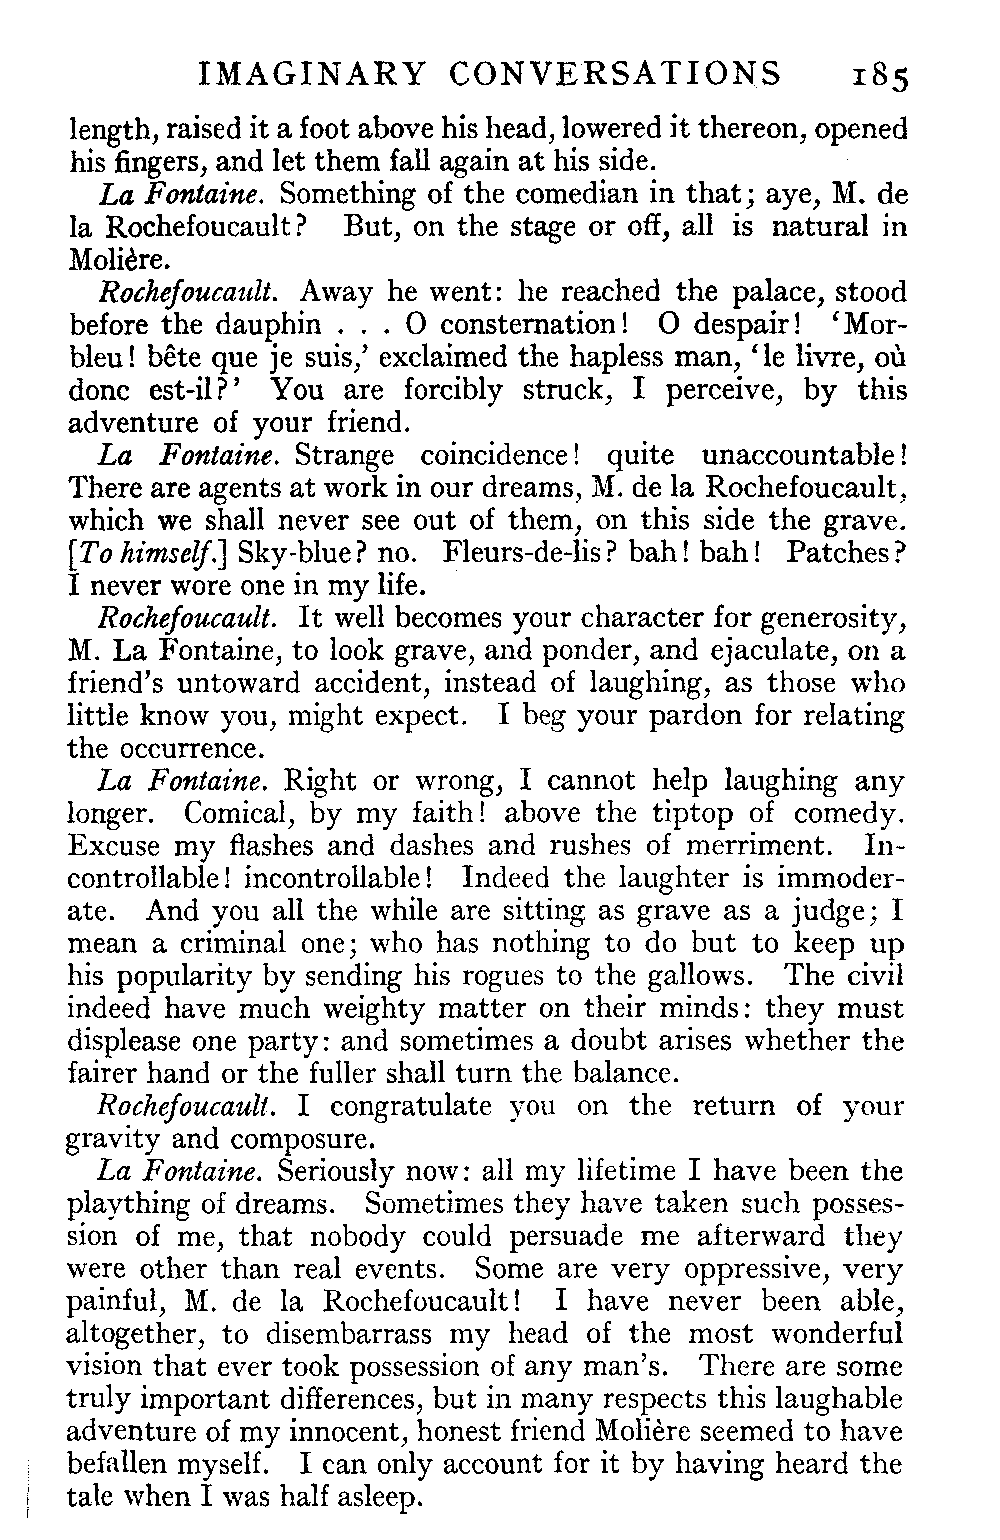 IMAGINARY CONVERSATIONS 185
length, raised it a foot above his head, lowered it thereon, opened
his fingers, and let them fall again at his side.
La Fontaine. Something of the comedian in that; aye, M. de
la Rochefoucault? But, on the stage or off, all is natural in
Molière.
Rochefoucault. Away he went: he reached the palace, stood
before the dauphin . . . O consternation! O despair! ‘Mor-
bleu! bête que je suis,’ exclaimed the hapless man, ‘le livre, où
donc est-il?’ You are forcibly struck, I perceive, by this
adventure of your friend.
La Fontaine. Strange coincidence! quite unaccountable!
There are agents at work in our dreams, M. de la Rochefoucault,
which we shall never see out of them, on this side the grave.
[To himself.] Sky-blue? no. Fleurs-de-lis? bah! bah! Patches?
I never wore one in my life.
Rochefoucault. It well becomes your character for generosity,
M. La Fontaine, to look grave, and ponder, and ejaculate, on a
friend's untoward accident, instead of laughing, as those who
little know you, might expect. I beg your pardon for relating
the occurrence.
La Fontaine. Right or wrong, I cannot help laughing any
longer. Comical, by my faith! above the tiptop of comedy.
Excuse my flashes and dashes and rushes of merriment. In-
controllable! incontrollable! Indeed the laughter is immoder-
ate. And you all the while are sitting as grave as a judge; I
mean a criminal one; who has nothing to do but to keep up
his popularity by sending his rogues to the gallows. The civil
indeed have much weighty matter on their minds: they must
displease one party: and sometimes a doubt arises whether the
fairer hand or the fuller shall turn the balance.
Rochefoucault. I congratulate you on the return of your
gravity and composure.
La Fontaine. Seriously now: all my lifetime I have been the
plaything of dreams. Sometimes they have taken such posses-
sion of me, that nobody could persuade me afterward they
were other than real events. Some are very oppressive, very
painful, M. de la Rochefoucault! I have never been able,
altogether, to disembarrass my head of the most wonderful
vision that ever took possession of any man's. There are some
truly important differences, but in many respects this laughable
adventure of my innocent, honest friend Molière seemed to have
befallen myself. I can only account for it by having heard the
tale when I was half asleep.